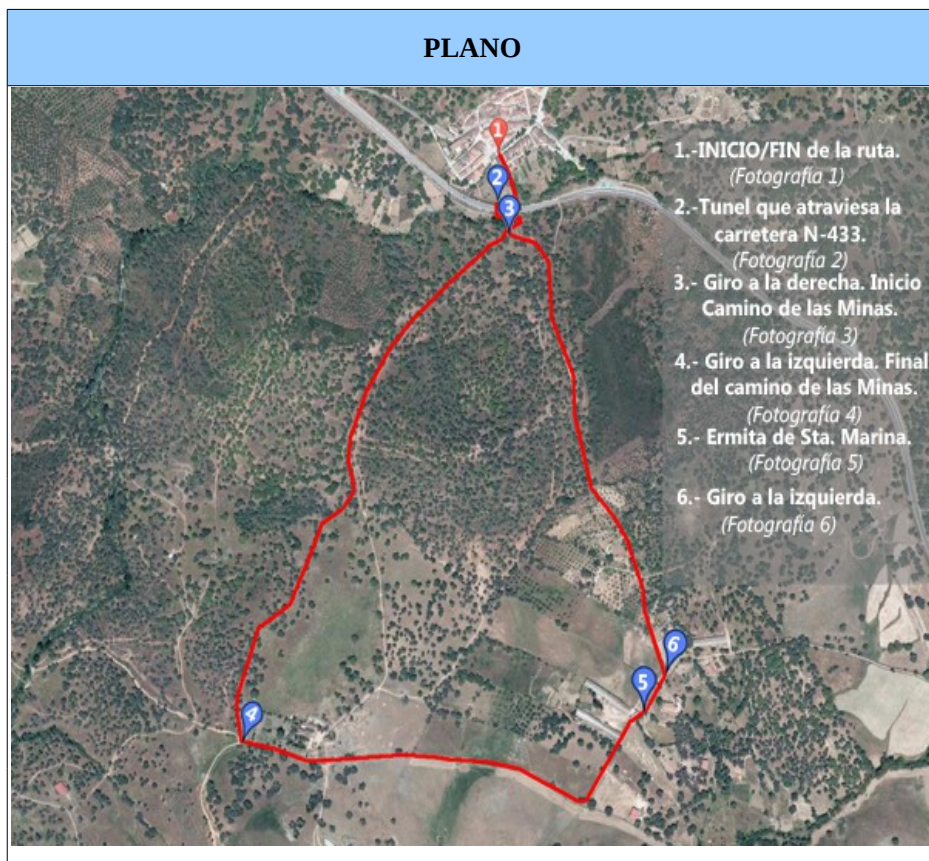 PLANO
1
2
3
4
5
6
1.-INICIO/FIN de la ruta.
(Fotografía 1)
2.-Tunel que atraviesa la
carretera N-433.
(Fotografía 2)
3.- Giro a la derecha. Inicio
Camino de las Minas.
(Fotografía 3)
4.- Giro a la izquierda. Final
del camino de las Minas.
(Fotografía 4)
5.- Ermita de Sta. Marina.
(Fotografía 5)
6.- Giro a la izquierda.
(Fotografía 6)